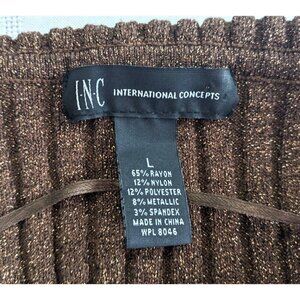 I·N·C INTERNATIONAL CONCEPTS
L
65% RAYON
12% NYLON
12% POLYESTER
8% METALLIC
3% SPANDEX
MADE IN CHINA
WPL 8046